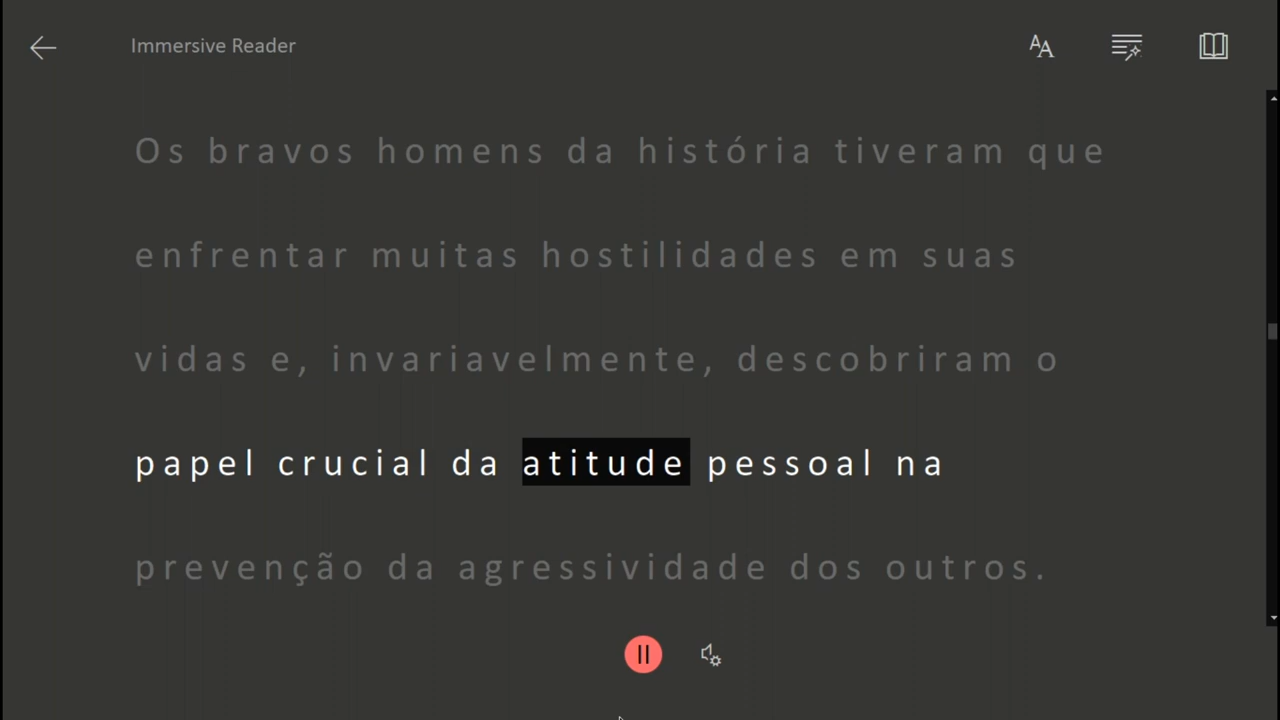 Immersive Reader
Os bravos homens da história tiveram que
enfrentar muitas hostilidades em suas
vidas e, invariavelmente, descobriram o
papel crucial da atitude pessoal na
prevenção da agressividade dos outros.